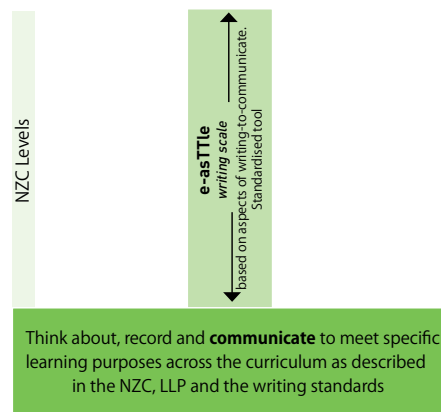 NZC Levels
e-asTTle
writing scale
based on aspects of writing-to-communicate.
Standardised tool
Think about, record and communicate to meet specific
learning purposes across the curriculum as described
in the NZC, LLP and the writing standards